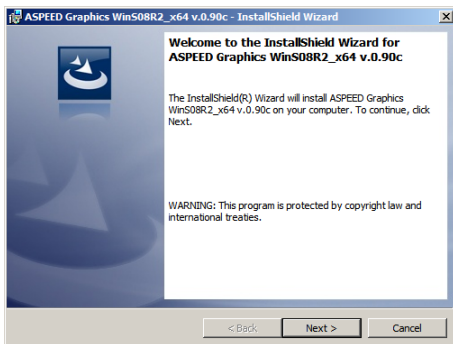 ASPEED Graphics WinS08R2_x64 v.0.90c - InstallShield Wizard
Welcome to the InstallShield Wizard for
ASPEED Graphics WinS08R2_x64 v.0.90c
The InstallShield(R) Wizard will install ASPEED Graphics
WinS08R2_x64 v.0.90c on your computer. To continue, click
Next.
WARNING: This program is protected by copyright law and
international treaties.
< Back Next > Cancel